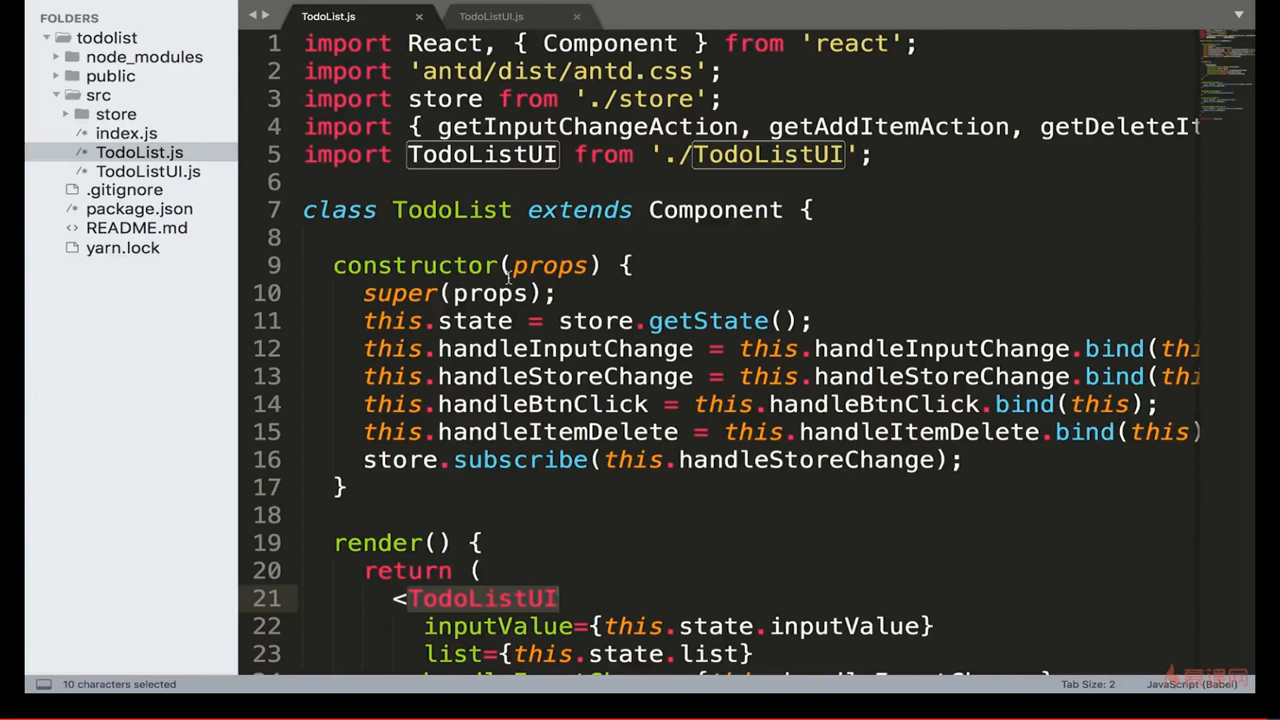 FOLDERS
todolist
node_modules
public
src
store
index.js
TodoList.js
TodoListUI.js
.gitignore
package.json
README.md
yarn.lock
TodoList.js
TodoListUI.js
1 import React, { Component } from 'react';
2 import 'antd/dist/antd.css';
3 import store from './store';
4 import { getInputChangeAction, getAddItemAction, getDeleteIt
5 import TodoListUI from './TodoListUI';
6
7 class TodoList extends Component {
8
9 constructor(props) {
10 super(props);
11 this.state = store.getState();
12 this.handleInputChange = this.handleInputChange.bind(thi
13 this.handleStoreChange = this.handleStoreChange.bind(thi
14 this.handleBtnClick = this.handleBtnClick.bind(this);
15 this.handleItemDelete = this.handleItemDelete.bind(this)
16 store.subscribe(this.handleStoreChange);
17 }
18
19 render() {
20 return (
21 <TodoListUI
22 inputValue={this.state.inputValue}
23 list={this.state.list}
10 characters selected
Tab Size: 2
JavaScript (Babel)
慕课网